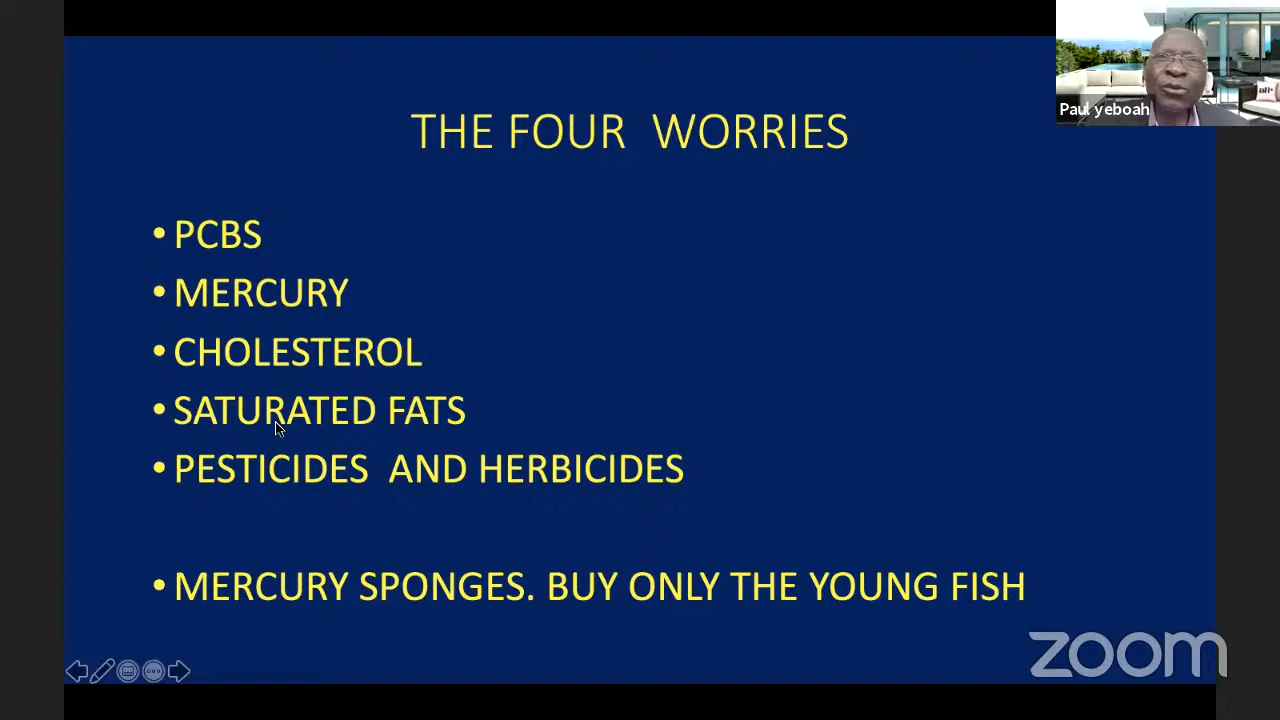 Paul yeboah
THE FOUR WORRIES
• PCBS
• MERCURY
• CHOLESTEROL
• SATURATED FATS
• PESTICIDES AND HERBICIDES
• MERCURY SPONGES. BUY ONLY THE YOUNG FISH
zoom